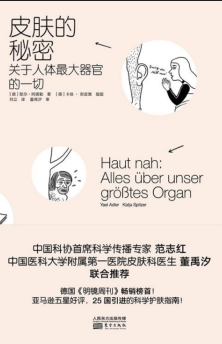 皮肤的
秘密
关于人体最大器官
的一切
[德] 耶尔·阿德勒 著 [德] 卡佳·施皮策 插图
刘立 译 董禹汐 审
Haut nah:
Alles über unser
größtes Organ
Yael Adler Katja Spitzer
中国科协首席科学传播专家 范志红
中国医科大学附属第一医院皮肤科医生 董禹汐
联合推荐
德国《明镜周刊》畅销榜首!
亚马逊五星好评,25 国引进的科学护肤指南!
人民东方出版传媒
东方出版社